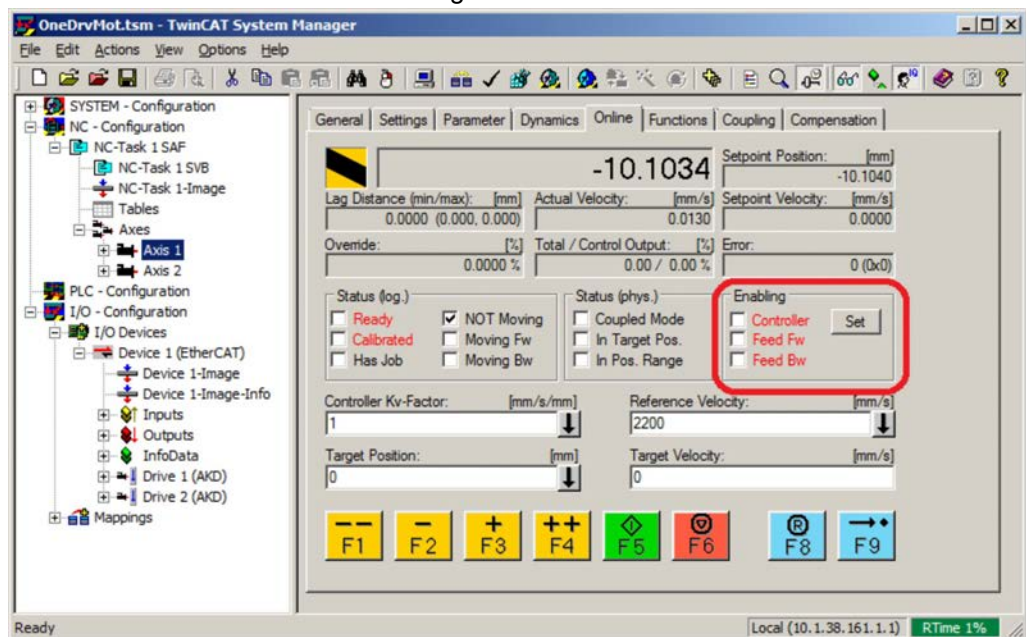 OneDrvMot.tsm - TwinCAT System Manager
File Edit Actions View Options Help
SYSTEM - Configuration
NC - Configuration
NC-Task 1 SAF
NC-Task 1 SVB
NC-Task 1-Image
Tables
Axes
Axis 1
Axis 2
PLC - Configuration
I/O - Configuration
I/O Devices
Device 1 (EtherCAT)
Device 1-Image
Device 1-Image-Info
Inputs
Outputs
InfoData
Drive 1 (AKD)
Drive 2 (AKD)
Mappings
General Settings Parameter Dynamics Online Functions Coupling Compensation
-10.1034
Setpoint Position: [mm]
-10.1040
Lag Distance (min/max): [mm] Actual Velocity: [mm/s] Setpoint Velocity: [mm/s]
0.0000 (0.000, 0.000) 0.0130 0.0000
Override: [%] Total / Control Output: [%] Error:
0.0000 % 0.00 / 0.00 % 0 (0x0)
Status (log.) Status (phys.) Enabling
Ready NOT Moving Coupled Mode Controller Set
Calibrated Moving Fw In Target Pos. Feed Fw
Has Job Moving Bw In Pos. Range Feed Bw
Controller Kv-Factor: [mm/s/mm] Reference Velocity: [mm/s]
1 2200
Target Position: [mm] Target Velocity: [mm/s]
0 0
-- - + ++ R
F1 F2 F3 F4 F5 F6 F8 F9
Ready Local (10.1.38.161.1.1) RTime 1%